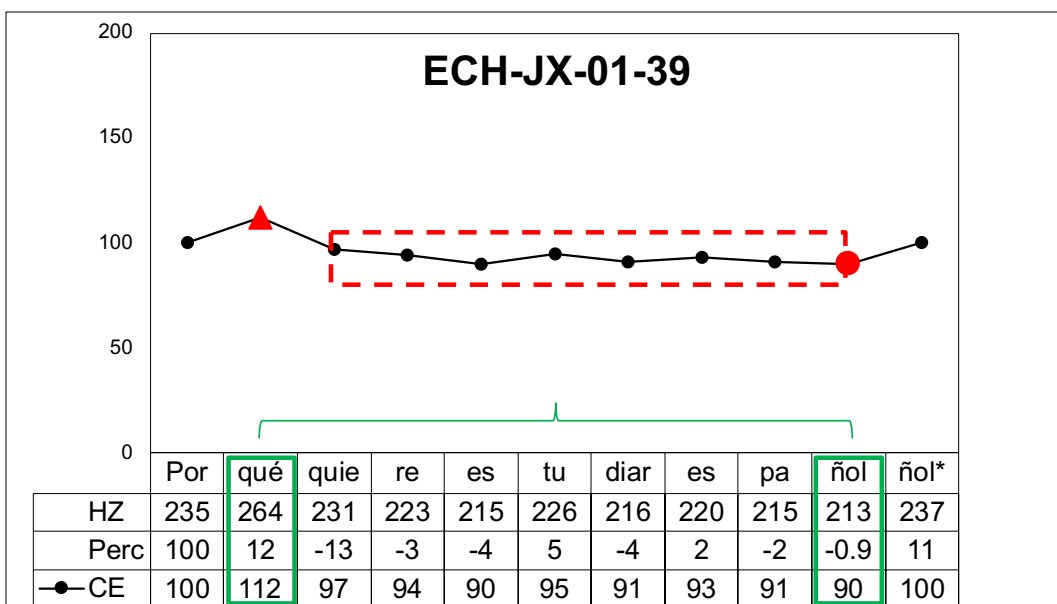 ECH-JX-01-39
200
150
100
50
0
Por qué quie re es tu diar es pa ñol ñol*
HZ 235 264 231 223 215 226 216 220 215 213 237
Perc 100 12 -13 -3 -4 5 -4 2 -2 -0.9 11
CE 100 112 97 94 90 95 91 93 91 90 100